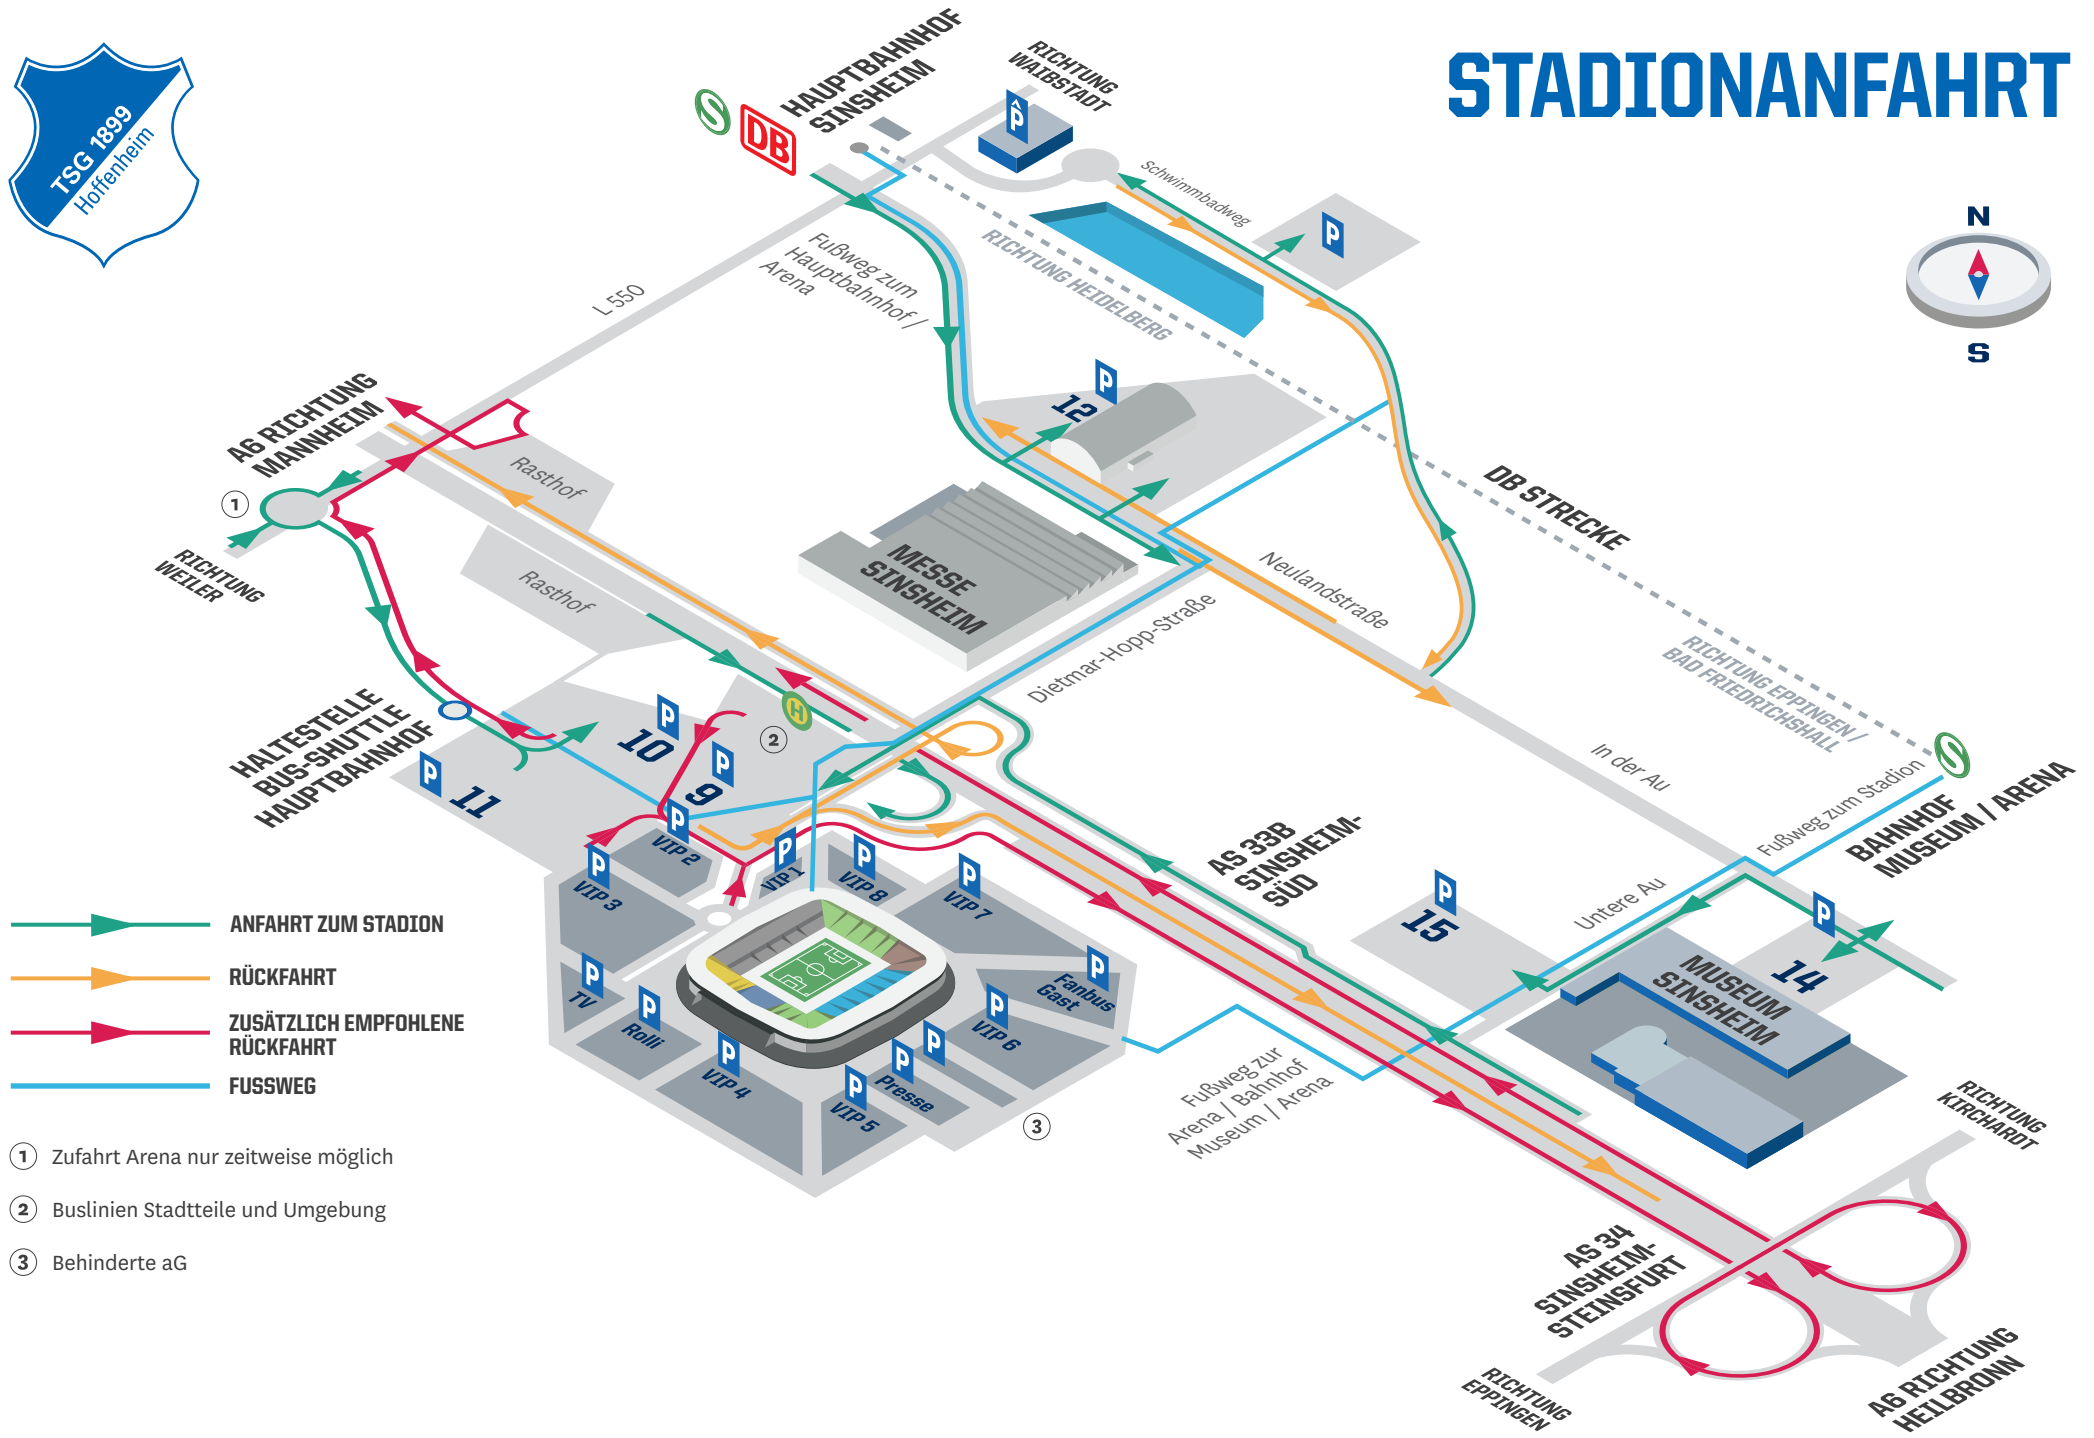 STADIONANFAHRT
TSG 1899
Hoffenheim
S
DB
HAUPTBAHNHOF
SINSHEIM
RICHTUNG
WAIBSTADT
P
Schwimmbadweg
P
N
S
RICHTUNG HEIDELBERG
Fußweg zum
Hauptbahnhof /
Arena
L 550
A6 RICHTUNG
MANNHEIM
P
12
Rasthof
1
RICHTUNG
WEILER
Rasthof
MESSE
SINSHEIM
DB STRECKE
Neulandstraße
Dietmar-Hopp-Straße
RICHTUNG EPPINGEN /
BAD FRIEDRICHSHALL
In der Au
S
Fußweg zum Stadion
BAHNHOF
MUSEUM / ARENA
HALTESTELLE
BUS-SHUTTLE
HAUPTBAHNHOF
P
10
H
2
P
9
P
11
P
VIP 2
P
VIP 1
P
VIP 3
P
VIP 8
P
VIP 7
AS 33B
SINSHEIM-
SÜD
P
15
Untere Au
P
14
MUSEUM
SINSHEIM
P
TV
P
Rolli
P
VIP 4
P
VIP 5
P
Presse
P
P
VIP 6
P
Fanbus
Gast
3
Fußweg zur
Arena / Bahnhof
Museum / Arena
RICHTUNG
KIRCHARDT
AS 34
SINSHEIM-
STEINSFURT
RICHTUNG
EPPINGEN
A6 RICHTUNG
HEILBRONN
ANFAHRT ZUM STADION
RÜCKFAHRT
ZUSÄTZLICH EMPFOHLENE
RÜCKFAHRT
FUSSWEG
1 Zufahrt Arena nur zeitweise möglich
2 Buslinien Stadtteile und Umgebung
3 Behinderte aG